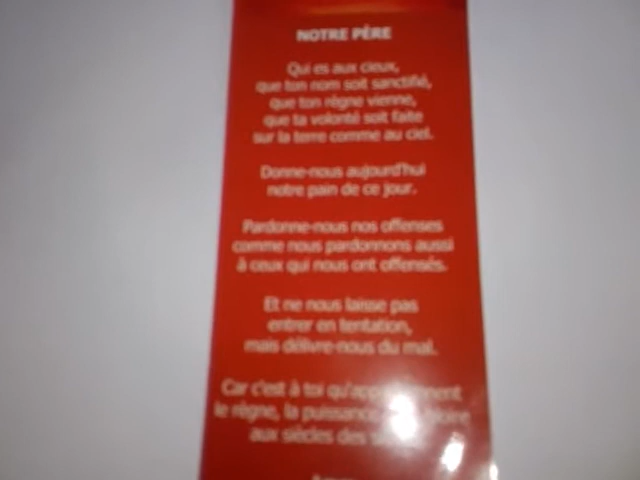 NOTRE PÈRE
Qui es aux cieux,
que ton nom soit sanctifié,
que ton règne vienne,
que ta volonté soit faite
sur la terre comme au ciel.
Donne-nous aujourd'hui
notre pain de ce jour.
Pardonne-nous nos offenses
comme nous pardonnons aussi
à ceux qui nous ont offensés.
Et ne nous laisse pas
entrer en tentation,
mais délivre-nous du mal.
Car c'est à toi
le règne, la puissance
aux siècles des